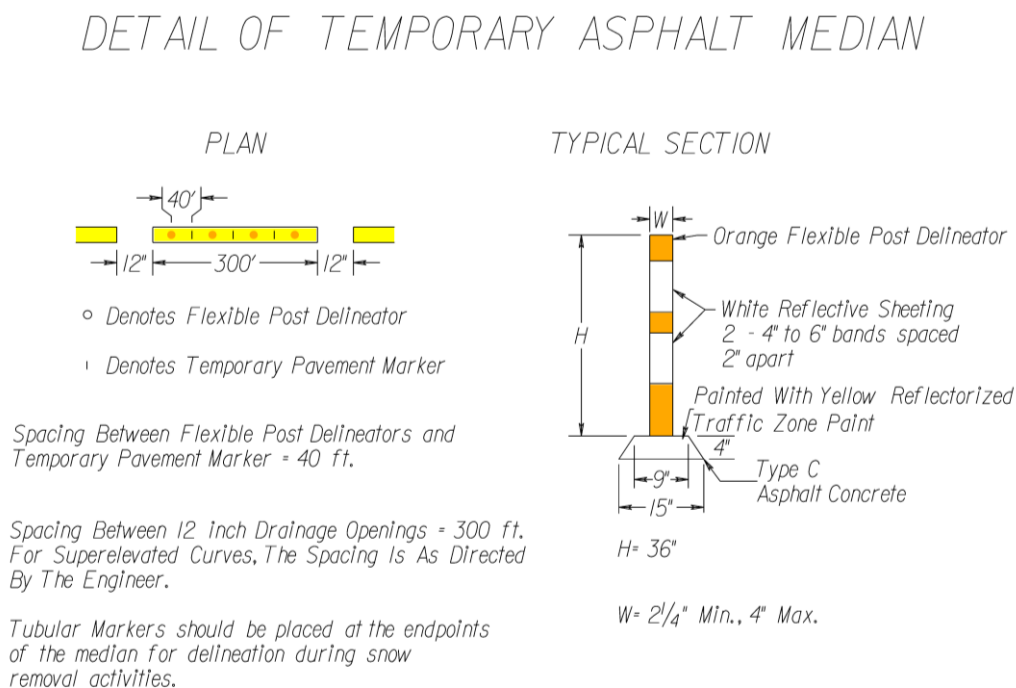 DETAIL OF TEMPORARY ASPHALT MEDIAN
PLAN
40'
12"
300'
12"
Denotes Flexible Post Delineator
Denotes Temporary Pavement Marker
Spacing Between Flexible Post Delineators and
Temporary Pavement Marker = 40 ft.
Spacing Between 12 inch Drainage Openings = 300 ft.
For Superelevated Curves, The Spacing Is As Directed
By The Engineer.
Tubular Markers should be placed at the endpoints
of the median for delineation during snow
removal activities.
TYPICAL SECTION
W
Orange Flexible Post Delineator
H
White Reflective Sheeting
2 - 4" to 6" bands spaced
2" apart
Painted With Yellow Reflectorized
Traffic Zone Paint
4"
Type C
Asphalt Concrete
9"
15"
H= 36"
W= 2 1/4" Min., 4" Max.